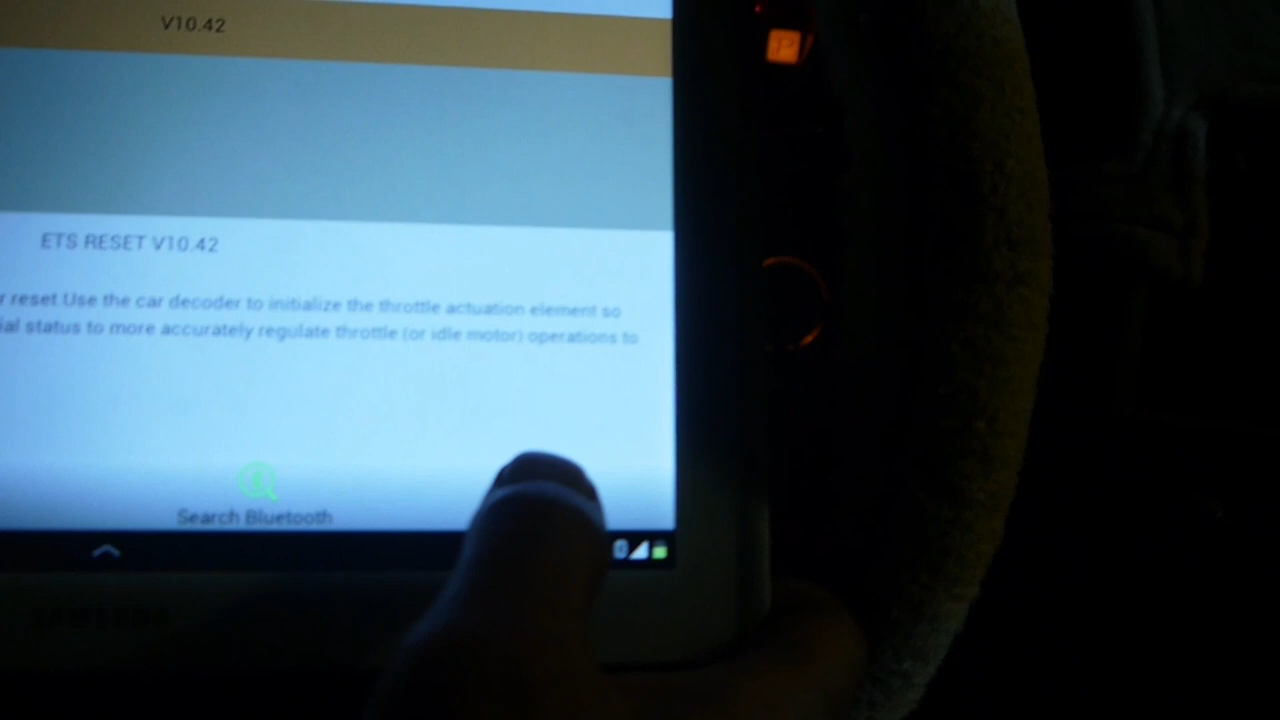 V10.42
P
ETS RESET V10.42
r reset.Use the car decoder to initialize the throttle actuation element so
ial status to more accurately regulate throttle (or idle motor) operations to
Search Bluetooth
SAMSUNG